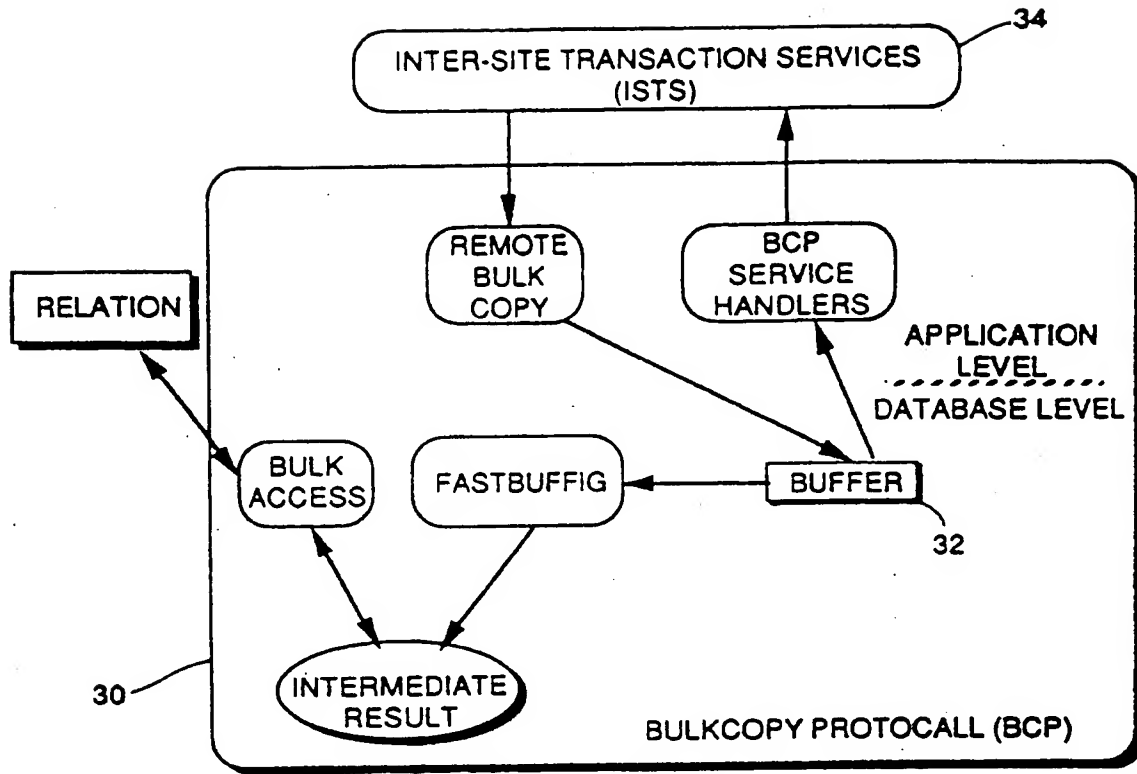 34
INTER-SITE TRANSACTION SERVICES
(ISTS)
REMOTE
BULK
COPY
BCP
SERVICE
HANDLERS
RELATION
APPLICATION
LEVEL
DATABASE LEVEL
BULK
ACCESS
FASTBUFFIG
BUFFER
32
30
INTERMEDIATE
RESULT
BULKCOPY PROTOCALL (BCP)